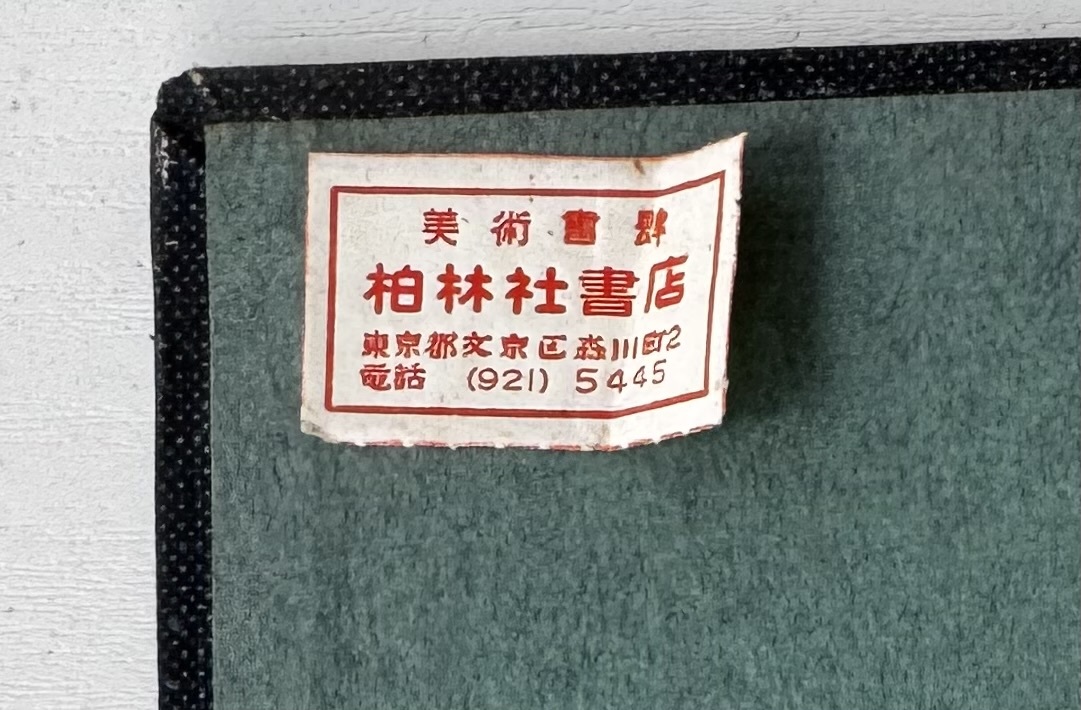 美術書肆
柏林社書店
東京都文京区森川町2
電話 (921) 5445